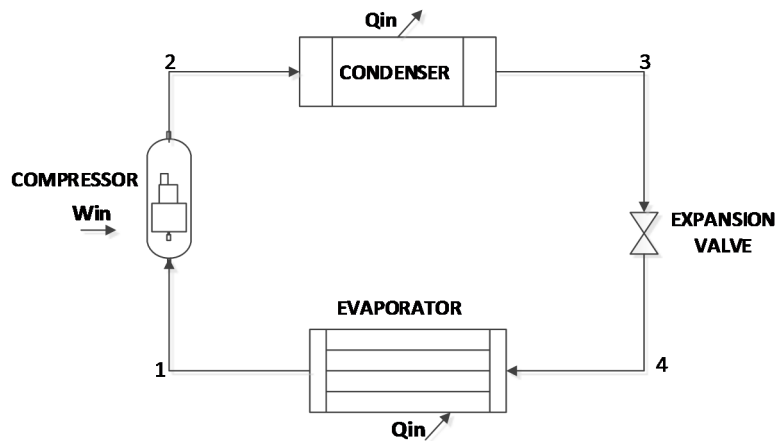 Qin
2
CONDENSER
3
COMPRESSOR
Win
EXPANSION
VALVE
EVAPORATOR
1
4
Qin